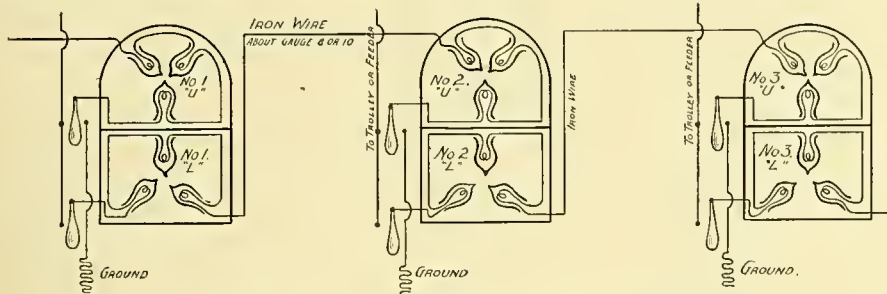 IRON WIRE
ABOUT GAUGE 8 OR 10
No 1
"U"
No 1.
"L"
GROUND
TO TROLLEY OR FEEDER
No 2.
"U"
No 2
"L"
GROUND
IRON WIRE
TO TROLLEY OR FEEDER
No 3
"U"
No 3.
"L"
GROUND.